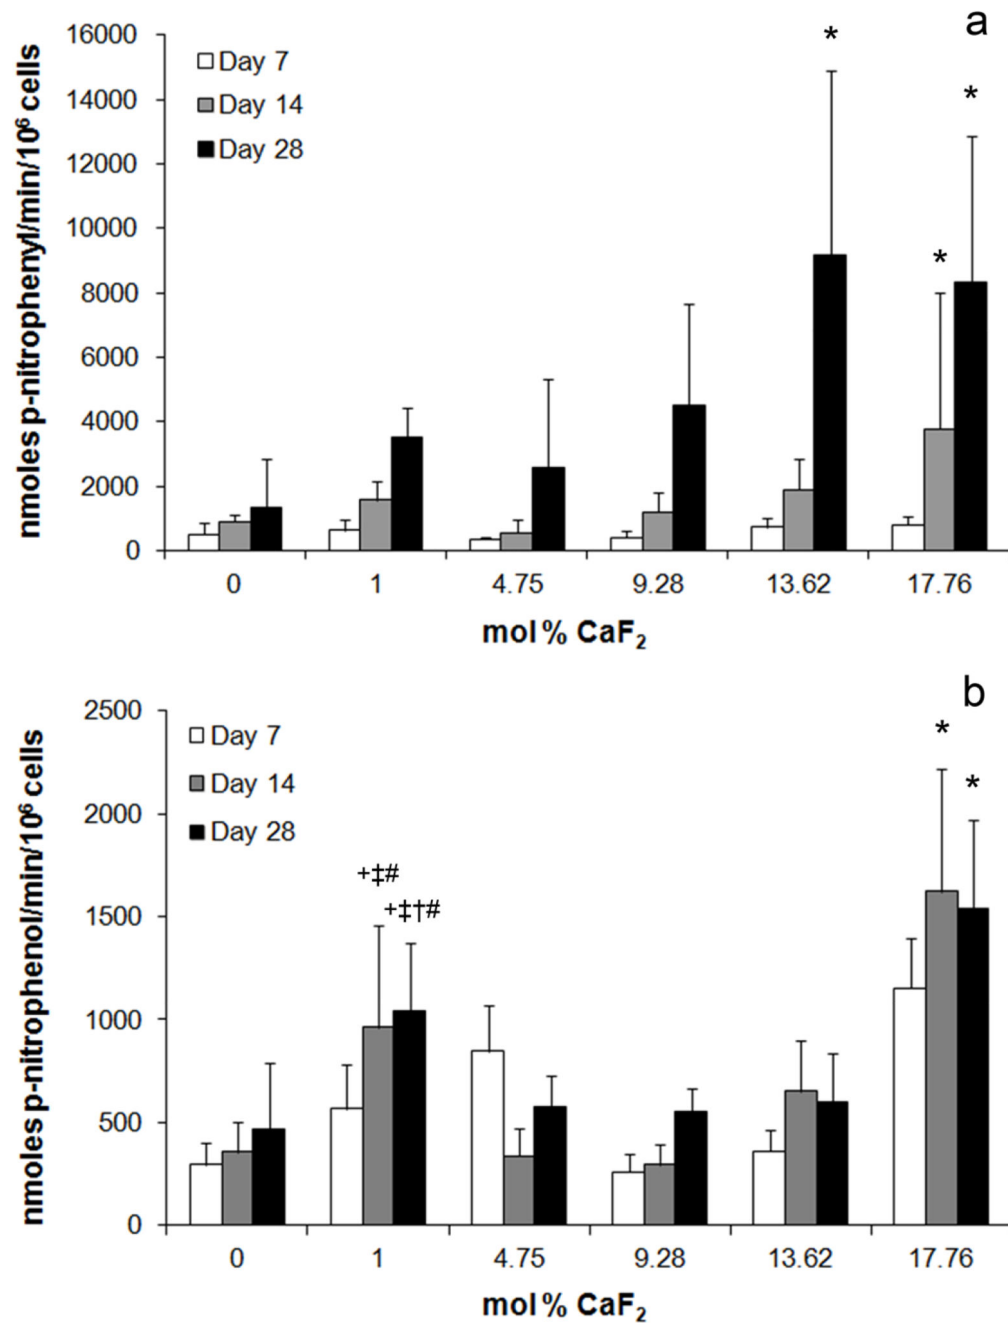 a
nmoles p-nitrophenyl/min/10⁶ cells
16000
14000
12000
10000
8000
6000
4000
2000
0
Day 7
Day 14
Day 28
*
*
*
0 1 4.75 9.28 13.62 17.76
mol % CaF₂
b
nmoles p-nitrophenol/min/10⁶ cells
2500
2000
1500
1000
500
0
Day 7
Day 14
Day 28
+‡#
+‡†#
*
*
0 1 4.75 9.28 13.62 17.76
mol % CaF₂